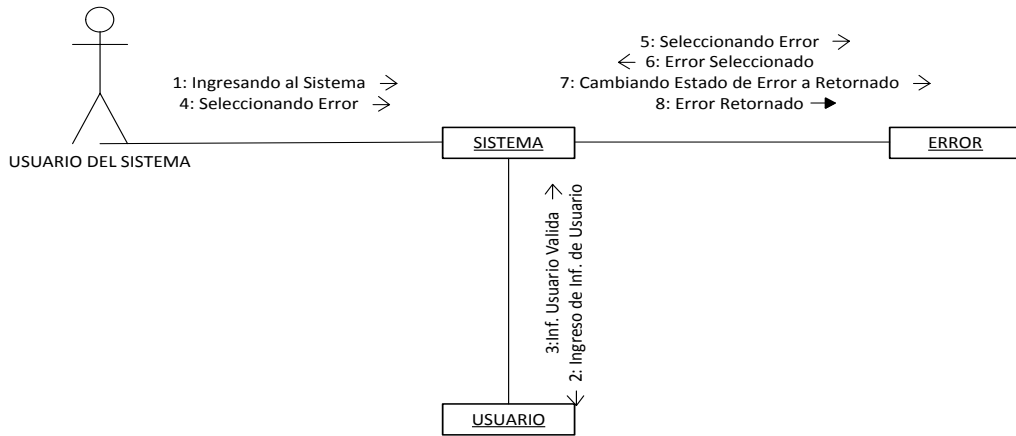 5: Seleccionando Error
6: Error Seleccionado
1: Ingresando al Sistema
7: Cambiando Estado de Error a Retornado
4: Seleccionando Error
8: Error Retornado
SISTEMA
ERROR
USUARIO DEL SISTEMA
3:Inf. Usuario Valida
2: Ingreso de Inf. de Usuario
USUARIO